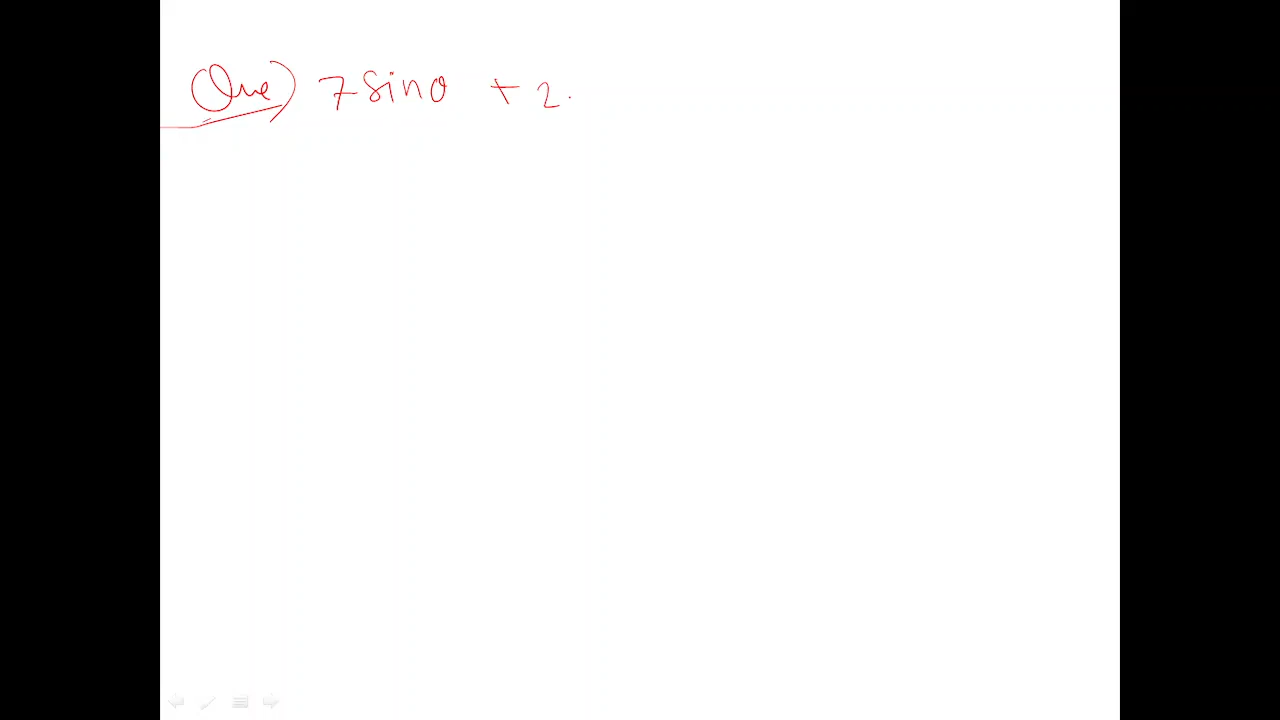 Que) 7 sinθ + 2.